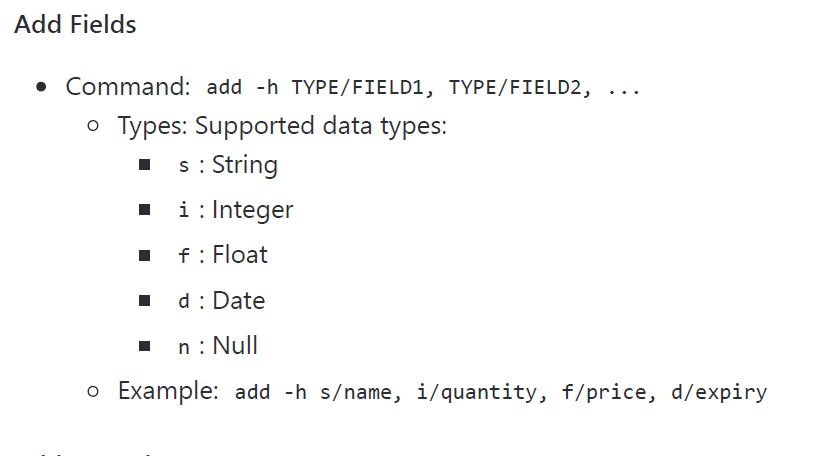 Add Fields
Command: add -h TYPE/FIELD1, TYPE/FIELD2, ...
Types: Supported data types:
s : String
i : Integer
f : Float
d : Date
n : Null
Example: add -h s/name, i/quantity, f/price, d/expiry